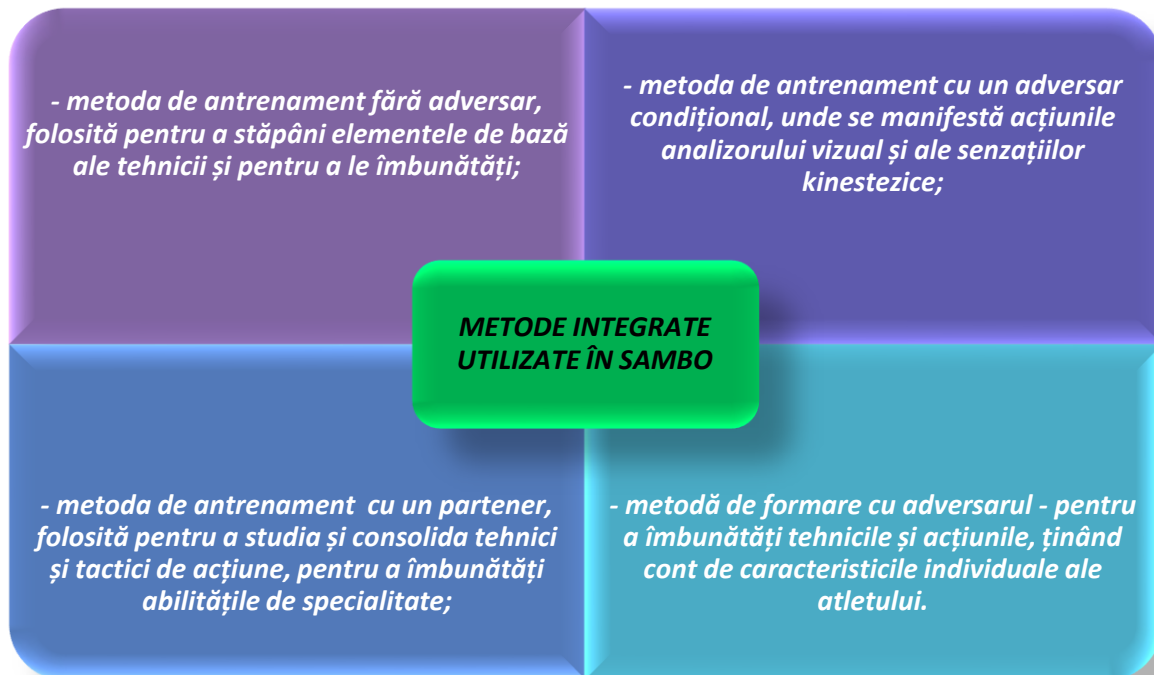 - metoda de antrenament fără adversar,
folosită pentru a stăpâni elementele de bază
ale tehnicii și pentru a le îmbunătăți;
- metoda de antrenament cu un adversar
condițional, unde se manifestă acțiunile
analizorului vizual și ale senzațiilor
kinestezice;
METODE INTEGRATE
UTILIZATE ÎN SAMBO
- metoda de antrenament cu un partener,
folosită pentru a studia și consolida tehnici
și tactici de acțiune, pentru a îmbunătăți
abilitățile de specialitate;
- metodă de formare cu adversarul - pentru
a îmbunătăți tehnicile și acțiunile, ținând
cont de caracteristicile individuale ale
atletului.